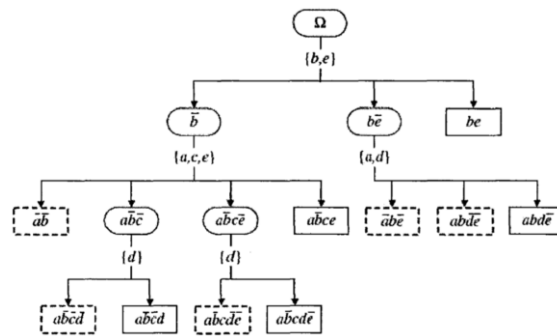 Ω
{b,e}
b̄ bē be
{a,c,e} {a,d}
āb̄ ab̄c̄ ab̄cē ab̄ce ābē abd̄ē abdē
{d} {d}
ab̄c̄d̄ ab̄c̄d ab̄cd̄ē ab̄cdē